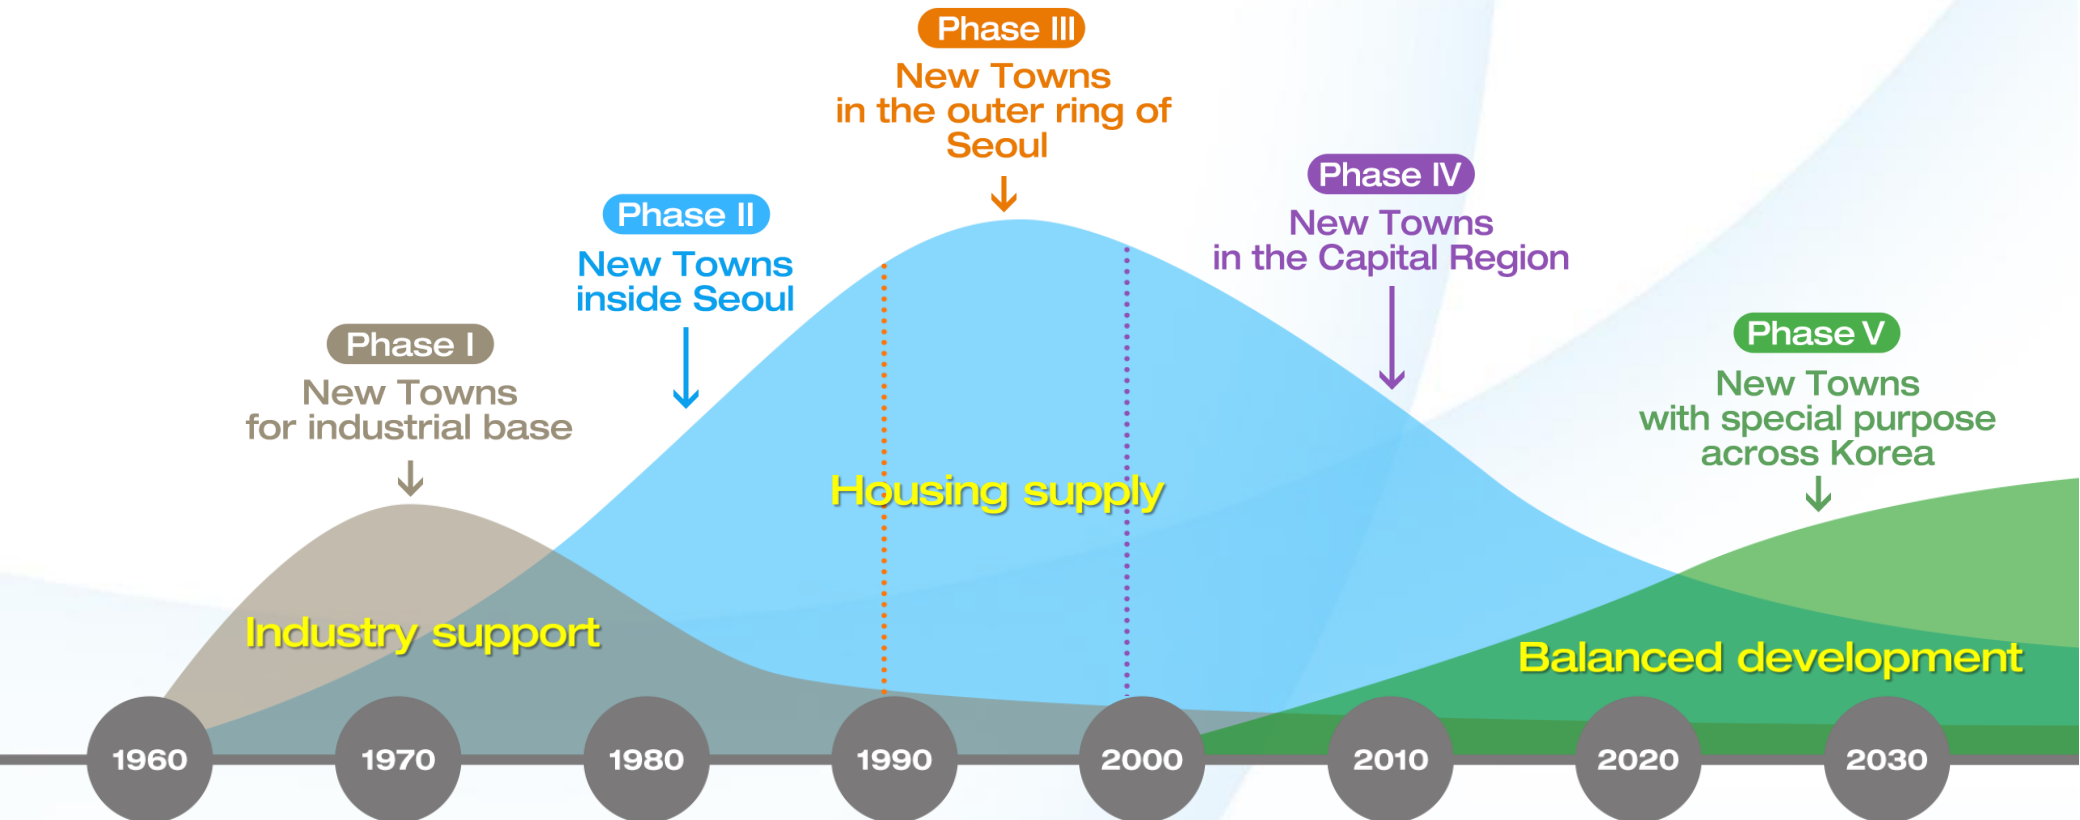 Phase III
New Towns
in the outer ring of
Seoul
Phase IV
New Towns
in the Capital Region
Phase II
New Towns
inside Seoul
Phase I
New Towns
for industrial base
Phase V
New Towns
with special purpose
across Korea
Housing supply
Industry support
Balanced development
1960
1970
1980
1990
2000
2010
2020
2030